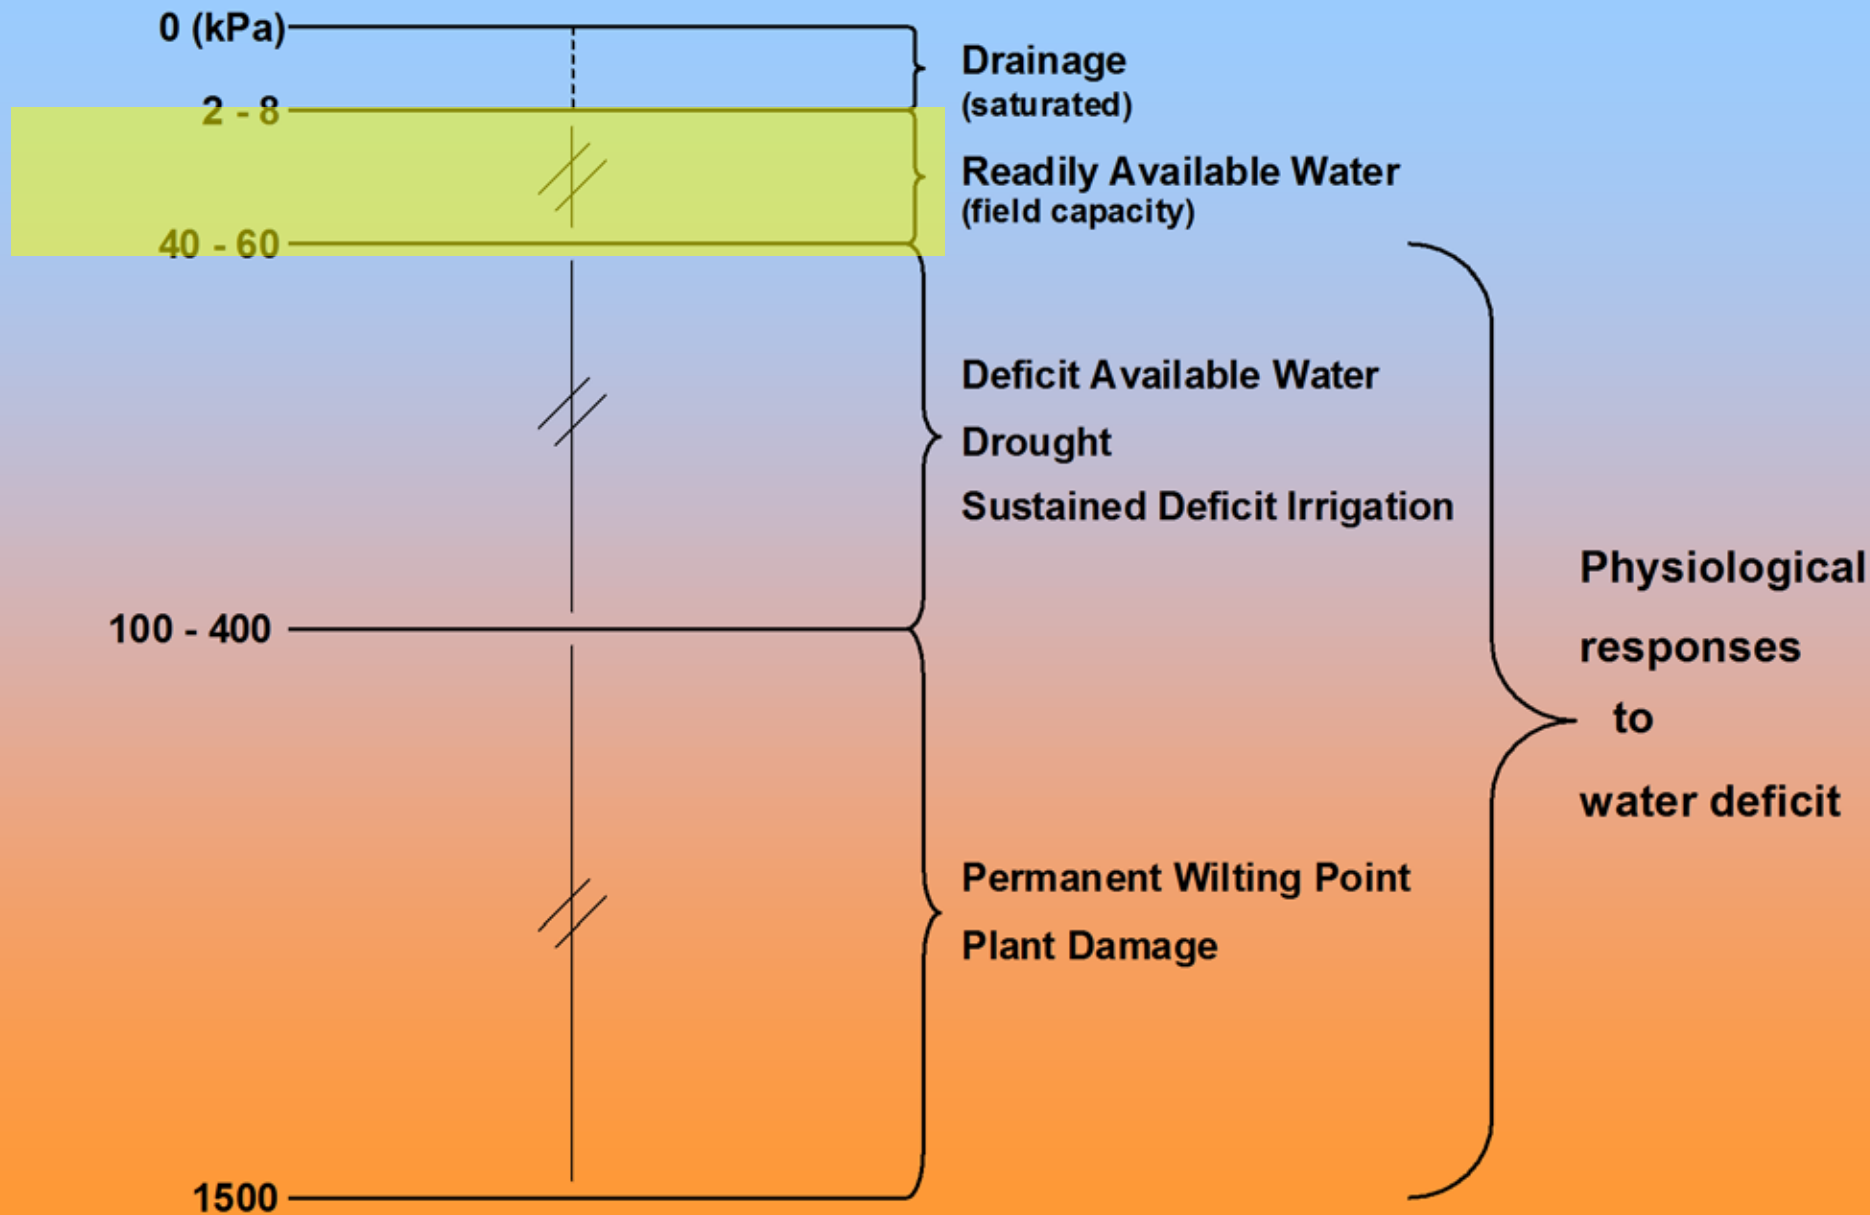 0 (kPa)
Drainage
(saturated)
2 - 8
Readily Available Water
(field capacity)
40 - 60
Deficit Available Water
Drought
Sustained Deficit Irrigation
100 - 400
Permanent Wilting Point
Plant Damage
1500
Physiological
responses
to
water deficit